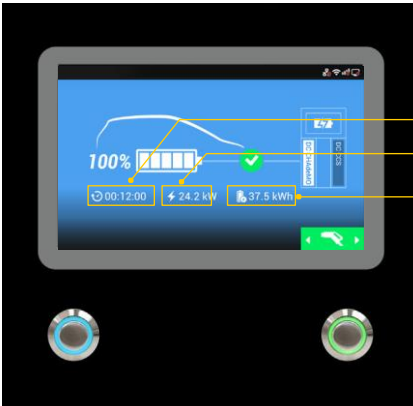 100%
00:12:00
24.2 kW
37.5 kWh
DC CHAdeMO
DC CCS